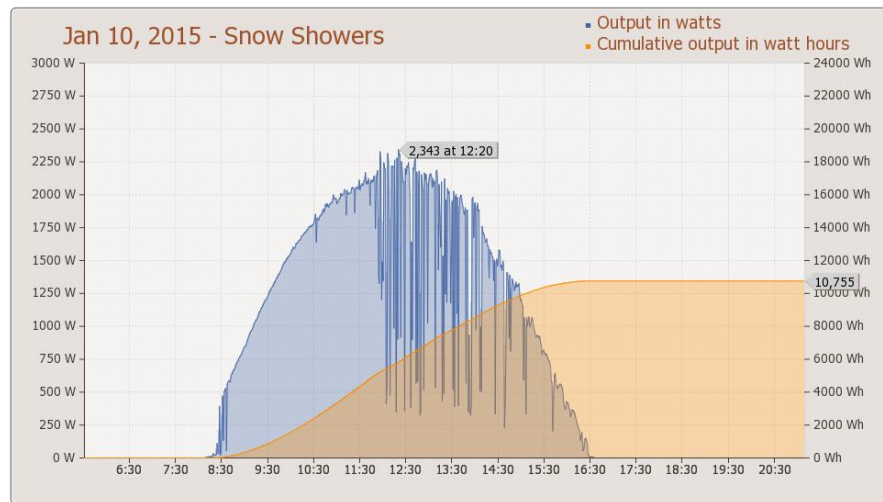 Jan 10, 2015 - Snow Showers
Output in watts
Cumulative output in watt hours
3000 W
2750 W
2500 W
2250 W
2000 W
1750 W
1500 W
1250 W
1000 W
750 W
500 W
250 W
0 W
2,343 at 12:20
24000 Wh
22000 Wh
20000 Wh
18000 Wh
16000 Wh
14000 Wh
12000 Wh
10000 Wh
10,755
8000 Wh
6000 Wh
4000 Wh
2000 Wh
0 Wh
6:30 7:30 8:30 9:30 10:30 11:30 12:30 13:30 14:30 15:30 16:30 17:30 18:30 19:30 20:30